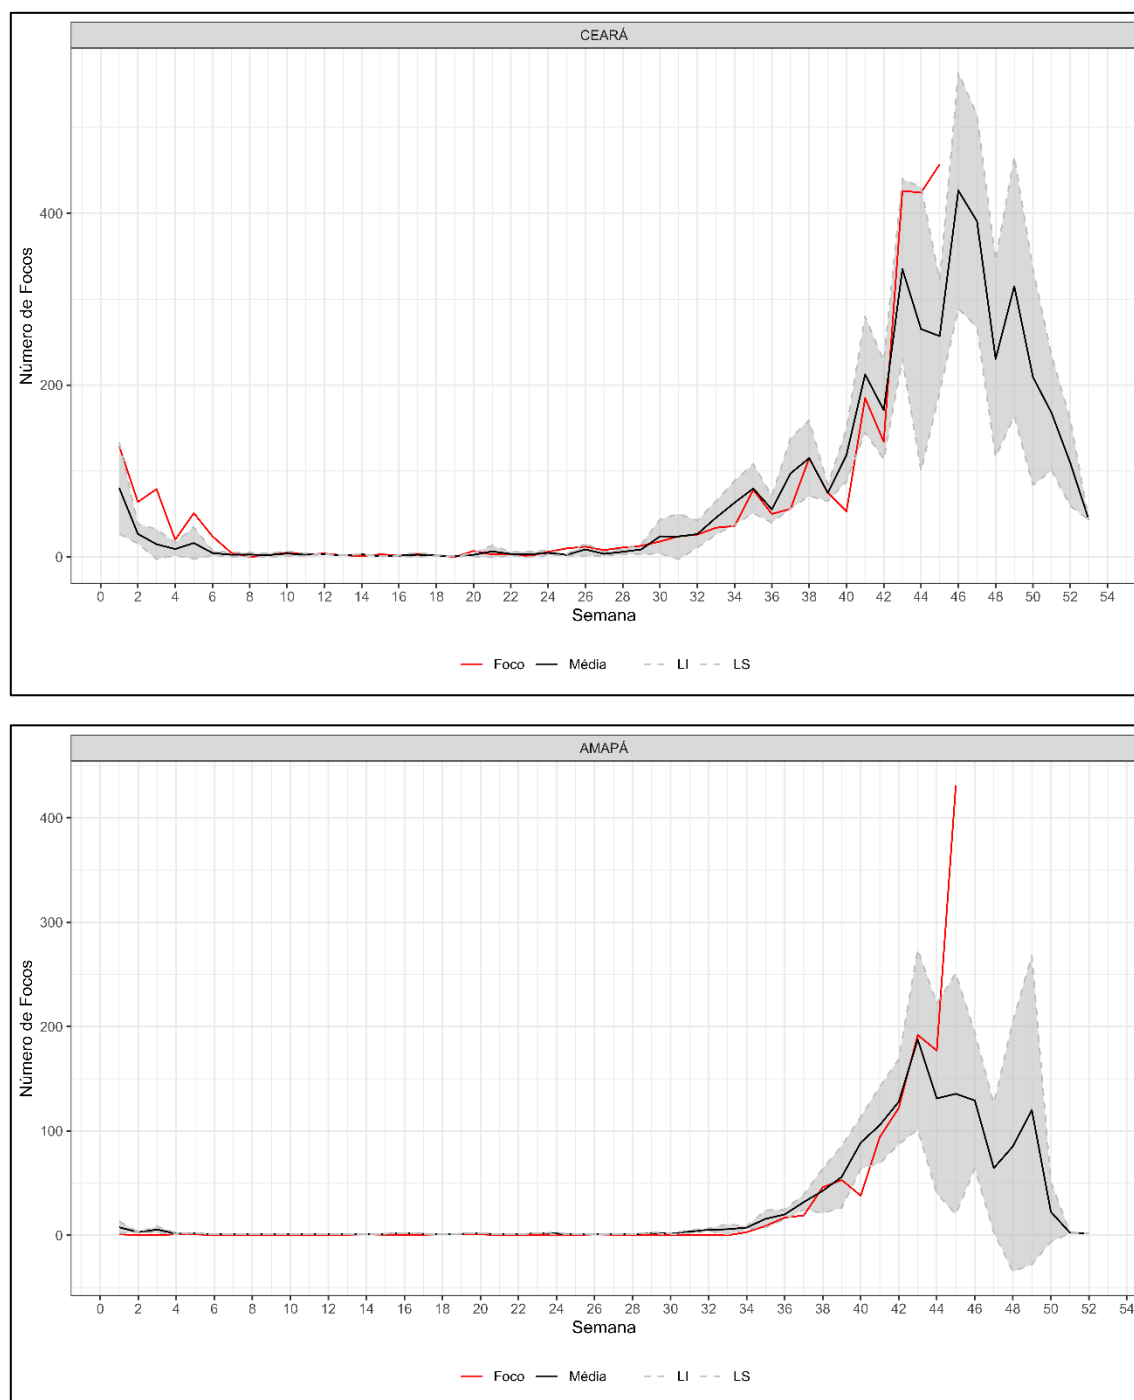 CEARÁ
Número de Focos
400
200
0
0 2 4 6 8 10 12 14 16 18 20 22 24 26 28 30 32 34 36 38 40 42 44 46 48 50 52 54
Semana
Foco Média LI LS
AMAPÁ
Número de Focos
400
300
200
100
0
0 2 4 6 8 10 12 14 16 18 20 22 24 26 28 30 32 34 36 38 40 42 44 46 48 50 52 54
Semana
Foco Média LI LS